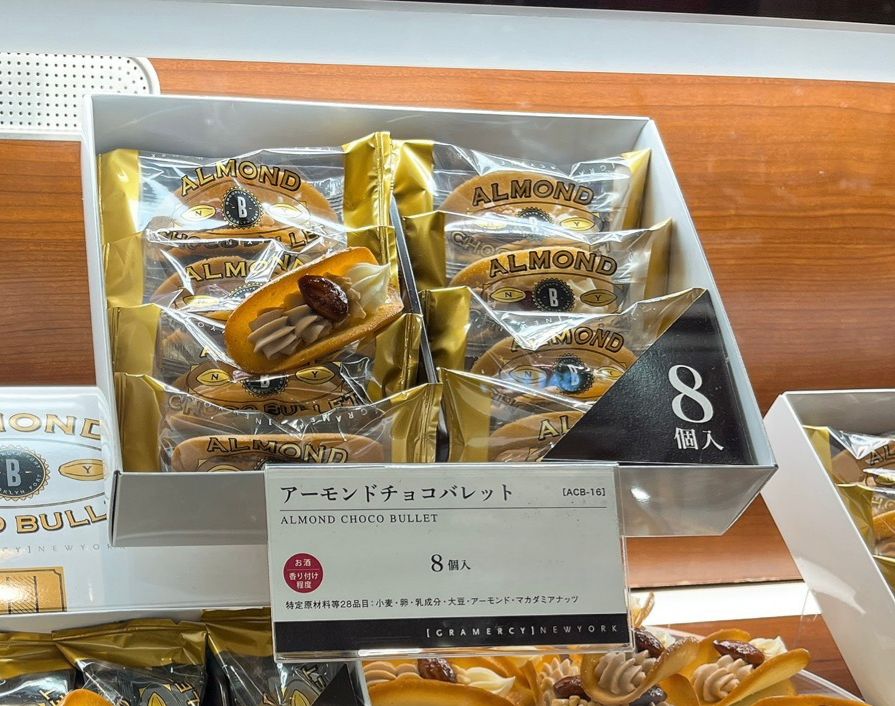 ALMOND
N B Y
ALMOND
ALMOND
ALMOND
N B Y
ALMOND
ALMOND
8
個入
ALMOND
B Y
アーモンドチョコバレット [ACB-16]
ALMOND CHOCO BULLET
8個入
お酒
香り付け
程度
特定原材料等28品目：小麦・卵・乳成分・大豆・アーモンド・マカダミアナッツ
[GRAMERCY]NEWYORK